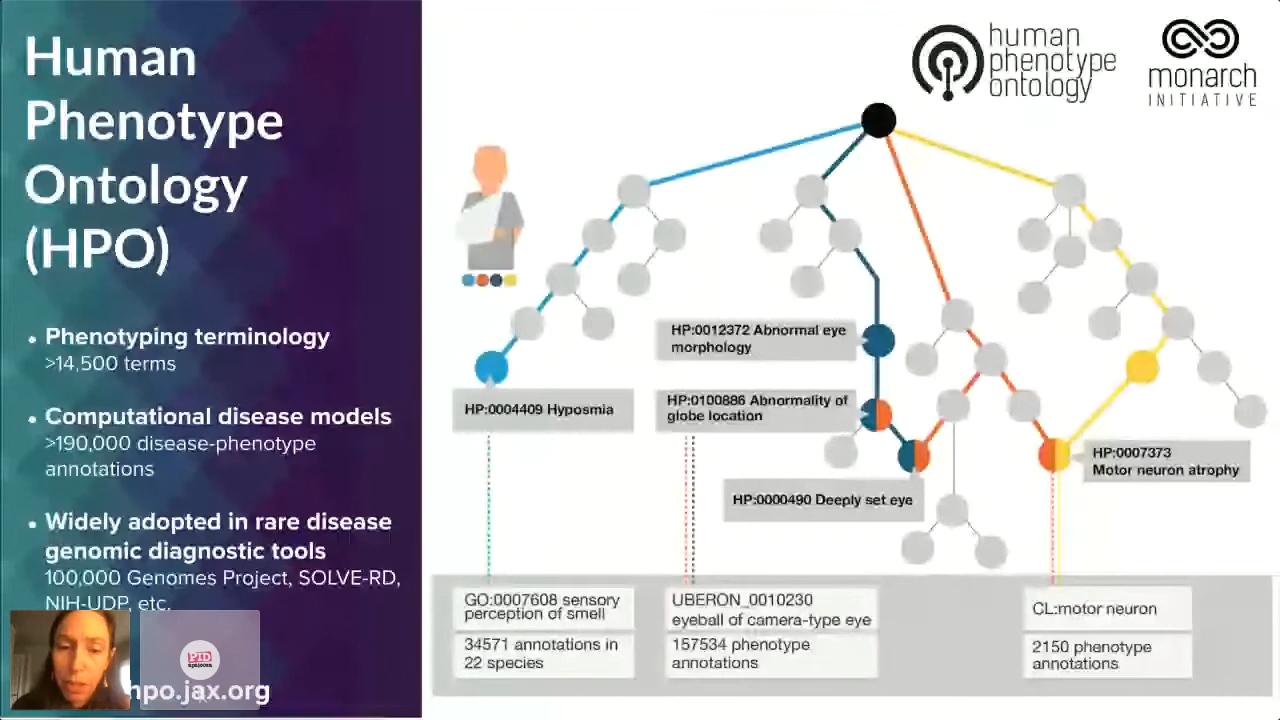 Human
Phenotype
Ontology
(HPO)
• Phenotyping terminology
>14,500 terms
• Computational disease models
>190,000 disease-phenotype
annotations
• Widely adopted in rare disease
genomic diagnostic tools
100,000 Genomes Project, SOLVE-RD,
NIH-UDP, etc.
hpo.jax.org
PID
human
phenotype
ontology
monarch
INITIATIVE
HP:0012372 Abnormal eye
morphology
HP:0004409 Hyposmia
HP:0100886 Abnormality of
globe location
HP:0000490 Deeply set eye
HP:0007373
Motor neuron atrophy
GO:0007608 sensory
perception of smell
34571 annotations in
22 species
UBERON_0010230
eyeball of camera-type eye
157534 phenotype
annotations
CL:motor neuron
2150 phenotype
annotations